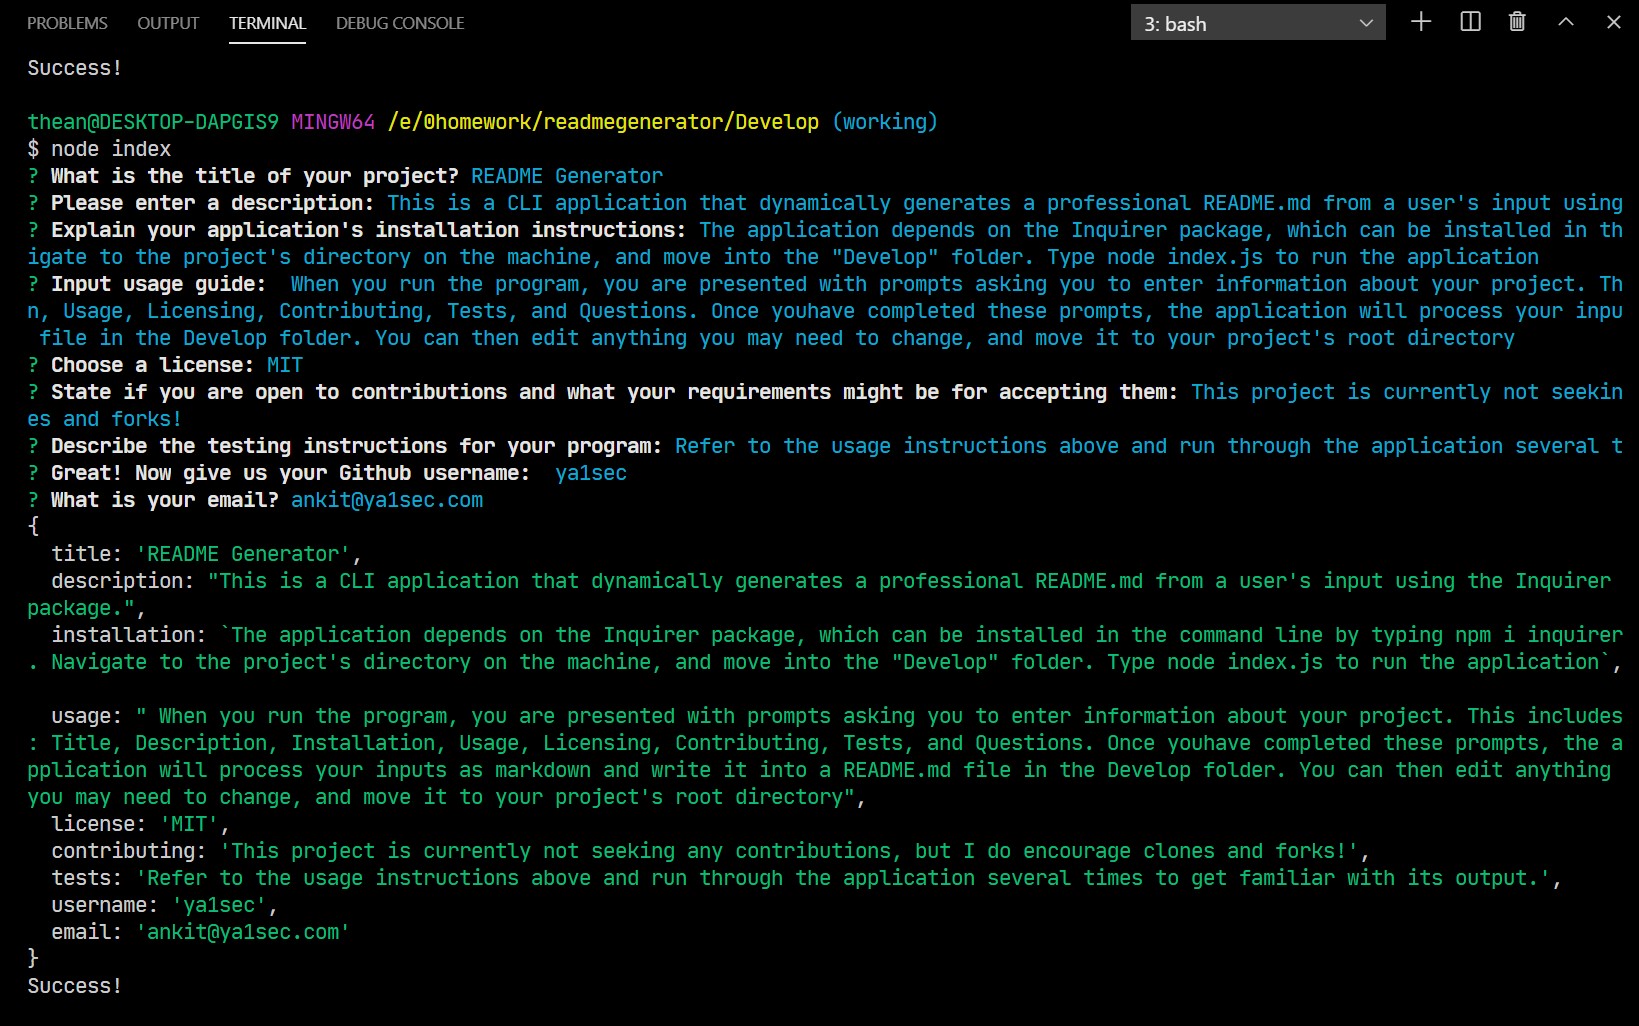 PROBLEMS OUTPUT TERMINAL DEBUG CONSOLE 3: bash
Success!
thean@DESKTOP-DAPGIS9 MINGW64 /e/0homework/readmegenerator/Develop (working)
$ node index
? What is the title of your project? README Generator
? Please enter a description: This is a CLI application that dynamically generates a professional README.md from a user's input using
? Explain your application's installation instructions: The application depends on the Inquirer package, which can be installed in th
igate to the project's directory on the machine, and move into the "Develop" folder. Type node index.js to run the application
? Input usage guide:  When you run the program, you are presented with prompts asking you to enter information about your project. Th
n, Usage, Licensing, Contributing, Tests, and Questions. Once youhave completed these prompts, the application will process your inpu
 file in the Develop folder. You can then edit anything you may need to change, and move it to your project's root directory
? Choose a license: MIT
? State if you are open to contributions and what your requirements might be for accepting them: This project is currently not seekin
es and forks!
? Describe the testing instructions for your program: Refer to the usage instructions above and run through the application several t
? Great! Now give us your Github username:  ya1sec
? What is your email? ankit@ya1sec.com
{
  title: 'README Generator',
  description: "This is a CLI application that dynamically generates a professional README.md from a user's input using the Inquirer
package.",
  installation: `The application depends on the Inquirer package, which can be installed in the command line by typing npm i inquirer
. Navigate to the project's directory on the machine, and move into the "Develop" folder. Type node index.js to run the application`,
  usage: " When you run the program, you are presented with prompts asking you to enter information about your project. This includes
: Title, Description, Installation, Usage, Licensing, Contributing, Tests, and Questions. Once youhave completed these prompts, the a
pplication will process your inputs as markdown and write it into a README.md file in the Develop folder. You can then edit anything
you may need to change, and move it to your project's root directory",
  license: 'MIT',
  contributing: 'This project is currently not seeking any contributions, but I do encourage clones and forks!',
  tests: 'Refer to the usage instructions above and run through the application several times to get familiar with its output.',
  username: 'ya1sec',
  email: 'ankit@ya1sec.com'
}
Success!